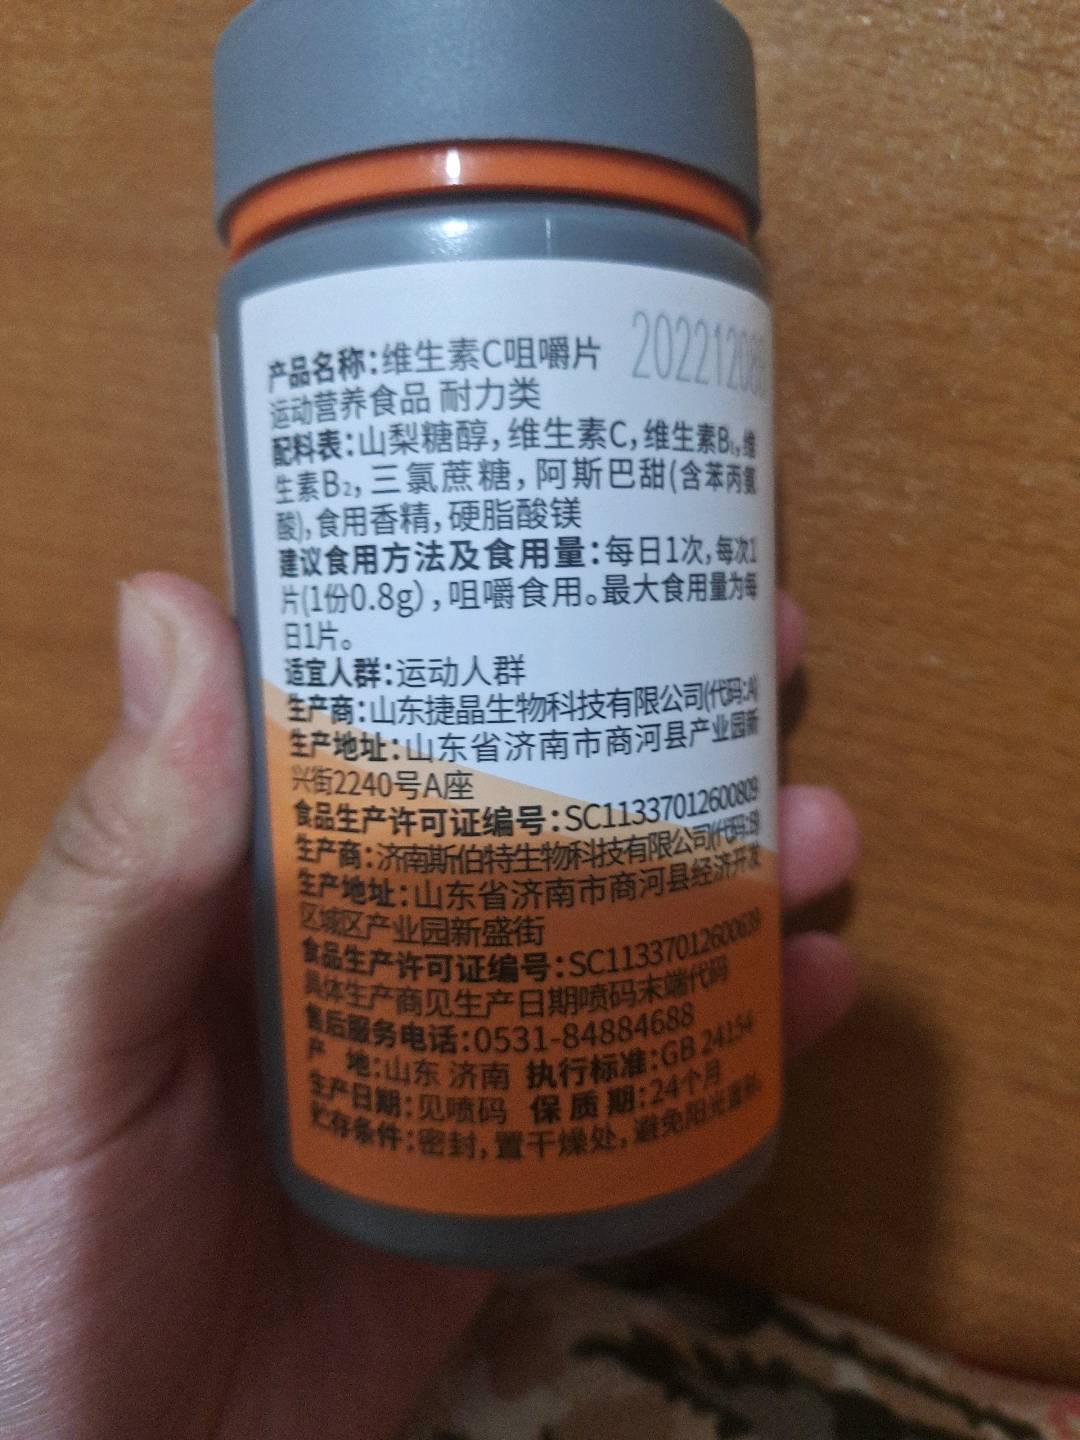 产品名称:维生素C咀嚼片
20221208
运动营养食品 耐力类
配料表:山梨糖醇,维生素C,维生素B₁,维
生素B₂,三氯蔗糖,阿斯巴甜(含苯丙氨
酸),食用香精,硬脂酸镁
建议食用方法及食用量:每日1次,每次1
片(1份0.8g),咀嚼食用。最大食用量为每
日1片。
适宜人群:运动人群
生产商:山东捷晶生物科技有限公司(代码:A)
生产地址:山东省济南市商河县产业园新
兴街2240号A座
食品生产许可证编号:SC11337012600809
生产商:济南斯伯特生物科技有限公司(代码:B)
生产地址:山东省济南市商河县经济开发
区城区产业园新盛街
食品生产许可证编号:SC11337012600639
具体生产商见生产日期喷码末端代码
售后服务电话:0531-84884688
产 地:山东 济南 执行标准:GB 24154
生产日期:见喷码 保质期:24个月
贮存条件:密封,置干燥处,避免阳光直射。